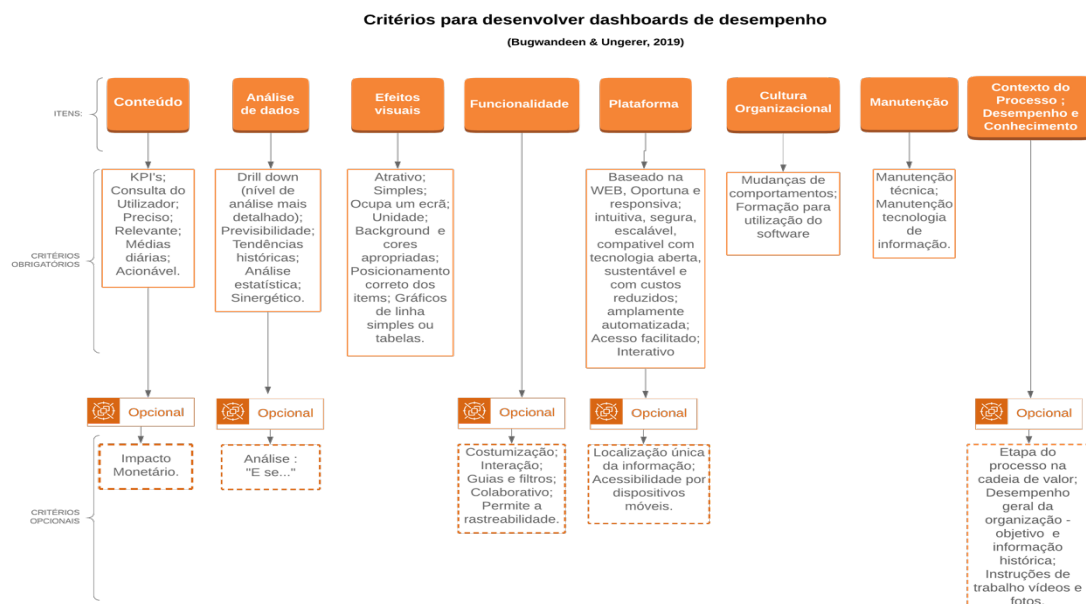 Critérios para desenvolver dashboards de desempenho
(Bugwandeen & Ungerer, 2019)
ITENS:
Conteúdo
Análise
de dados
Efeitos
visuais
Funcionalidade
Plataforma
Cultura
Organizacional
Manutenção
Contexto do
Processo ;
Desempenho e
Conhecimento
CRITÉRIOS
OBRIGATÓRIOS
KPI's;
Consulta do
Utilizador;
Preciso;
Relevante;
Médias
diárias;
Acionável.
Drill down
(nível de
análise mais
detalhado);
Previsibilidade;
Tendências
históricas;
Análise
estatística;
Sinergético.
Atrativo;
Simples;
Ocupa um ecrã;
Unidade;
Background e
cores
apropriadas;
Posicionamento
correto dos
items; Gráficos
de linha
simples ou
tabelas.
Baseado na
WEB, Oportuna e
responsiva;
intuitiva, segura,
escalável,
compativel com
tecnologia aberta,
sustentável e
com custos
reduzidos;
amplamente
automatizada;
Acesso facilitado;
Interativo
Mudanças de
comportamentos;
Formação para
utilização do
software
Manutenção
técnica;
Manutenção
tecnologia
de
informação.
Opcional
Opcional
Opcional
Opcional
Opcional
CRITÉRIOS
OPCIONAIS
Impacto
Monetário.
Análise :
"E se..."
Costumização;
Interação;
Guias e filtros;
Colaborativo;
Permite a
rastreabilidade.
Localização única
da informação;
Acessibilidade por
dispositivos
móveis.
Etapa do
processo na
cadeia de valor;
Desempenho
geral da
organização -
objetivo e
informação
histórica;
Instruções de
trabalho vídeos e
fotos.